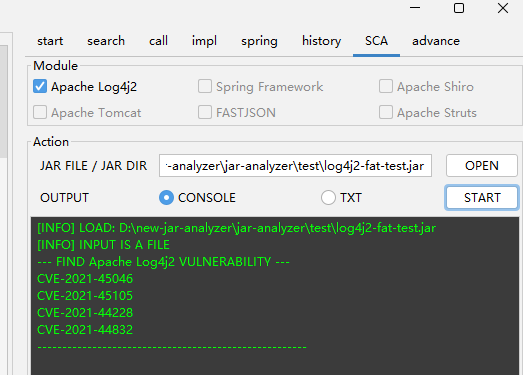 start search call impl spring history SCA advance
Module
Apache Log4j2 Spring Framework Apache Shiro
Apache Tomcat FASTJSON Apache Struts
Action
JAR FILE / JAR DIR -analyzer\jar-analyzer\test\log4j2-fat-test.jar OPEN
OUTPUT CONSOLE TXT START
[INFO] LOAD: D:\new-jar-analyzer\jar-analyzer\test\log4j2-fat-test.jar
[INFO] INPUT IS A FILE
--- FIND Apache Log4j2 VULNERABILITY ---
CVE-2021-45046
CVE-2021-45105
CVE-2021-44228
CVE-2021-44832
--------------------------------------------------